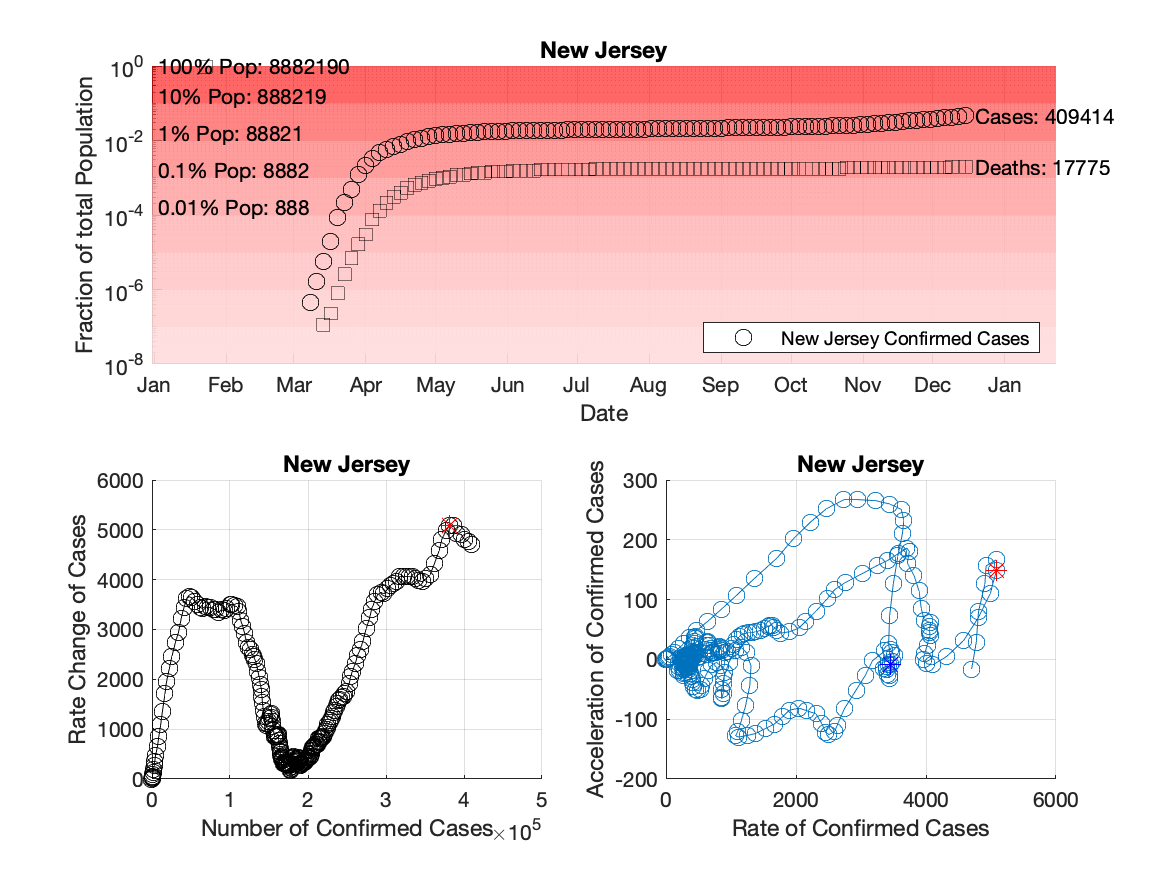 New Jersey
10^0
10^-2
10^-4
10^-6
10^-8
Fraction of total Population
100% Pop: 8882190
10% Pop: 888219
1% Pop: 88821
0.1% Pop: 8882
0.01% Pop: 888
Cases: 409414
Deaths: 17775
New Jersey Confirmed Cases
Jan Feb Mar Apr May Jun Jul Aug Sep Oct Nov Dec Jan
Date
New Jersey
6000
5000
4000
3000
2000
1000
0
Rate Change of Cases
0 1 2 3 4 5
Number of Confirmed Cases ×10^5
New Jersey
300
200
100
0
-100
-200
Acceleration of Confirmed Cases
0 2000 4000 6000
Rate of Confirmed Cases